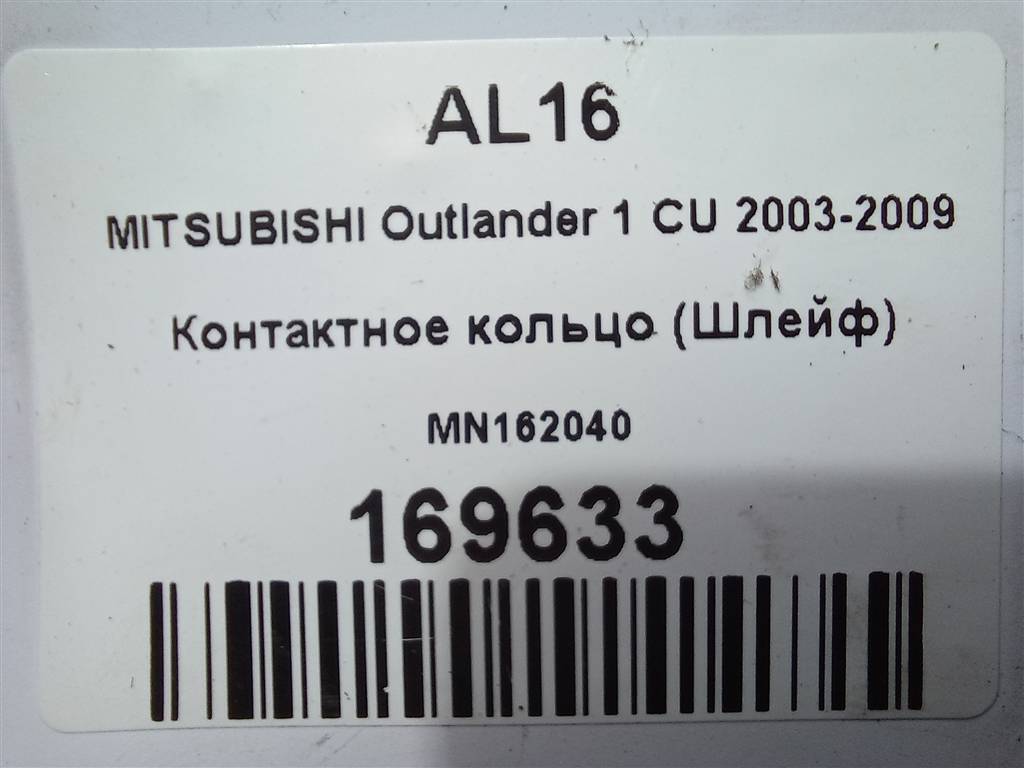 AL16
MITSUBISHI Outlander 1 CU 2003-2009
Контактное кольцо (Шлейф)
MN162040
169633